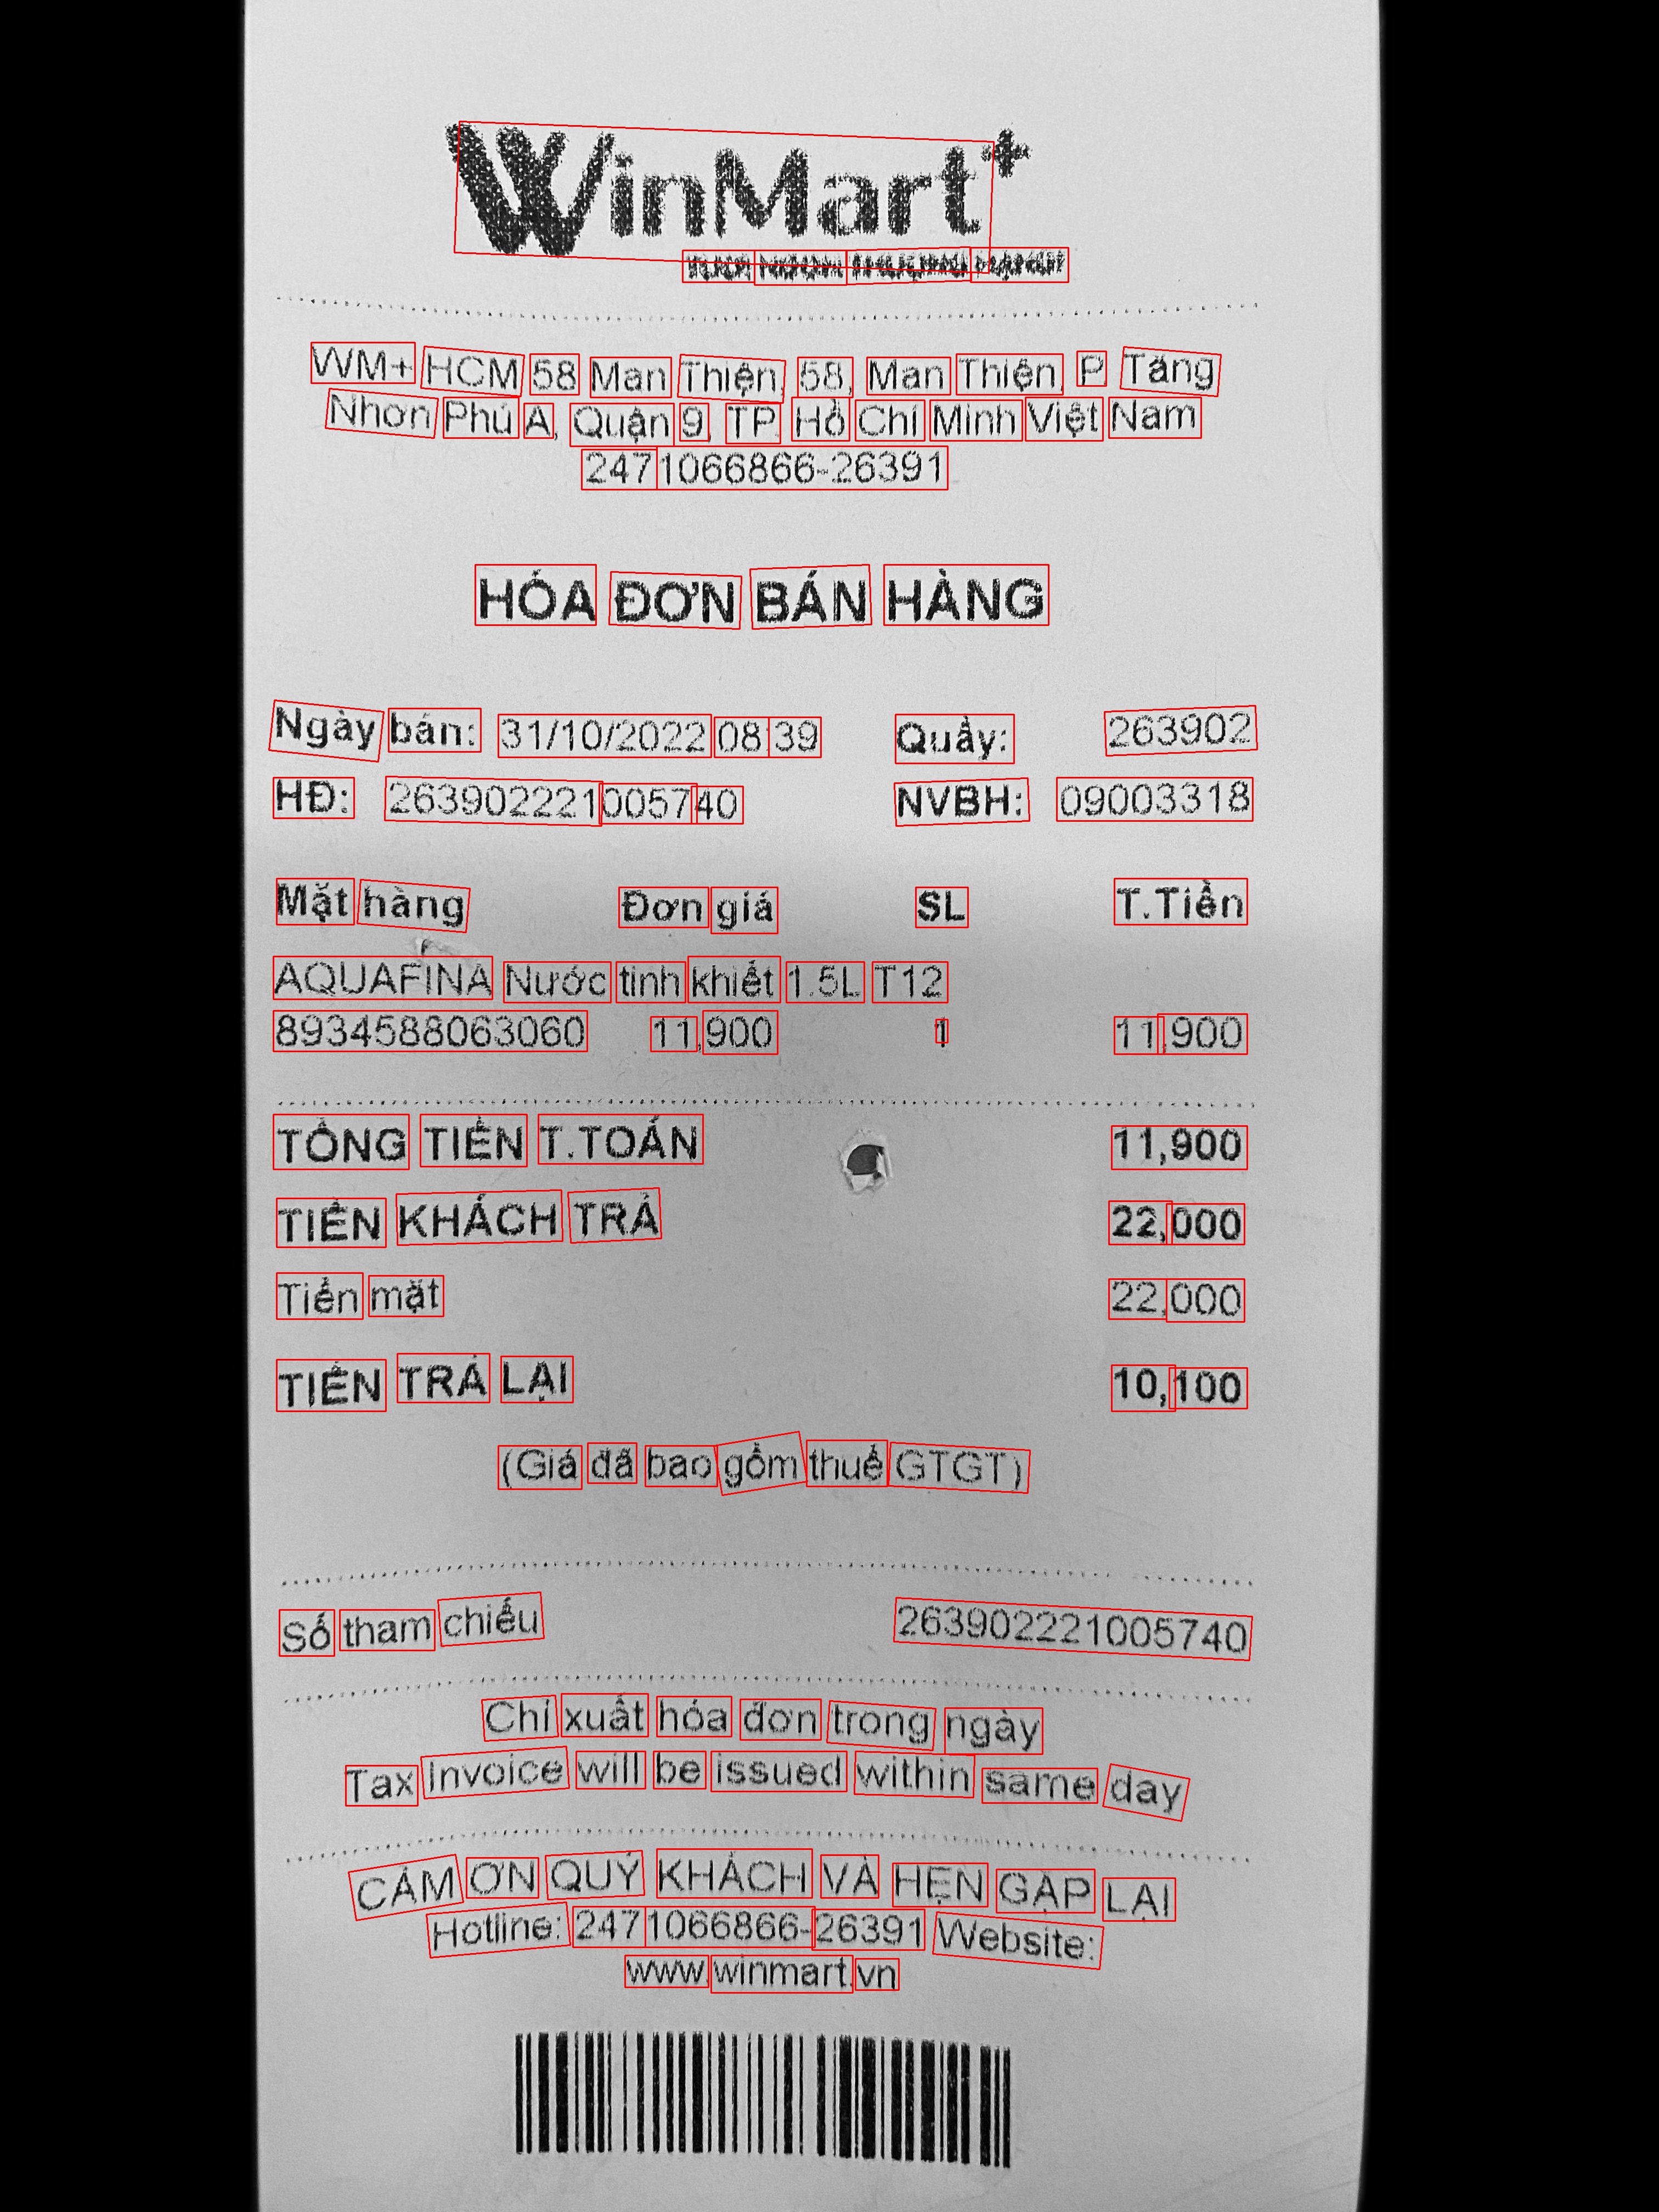 WinMart+
WM+ HCM 58 Man Thiện, 58, Man Thiện, P. Tăng
Nhơn Phú A, Quận 9, TP. Hồ Chí Minh Việt Nam
2471066866-26391
HÓA ĐƠN BÁN HÀNG
Ngày bán: 31/10/2022 08:39 Quầy: 263902
HĐ: 263902221005740 NVBH: 09003318
Mặt hàng Đơn giá SL T.Tiền
AQUAFINA Nước tinh khiết 1.5L T12
8934588063060 11,900 1 11,900
TỔNG TIỀN T.TOÁN 11,900
TIỀN KHÁCH TRẢ 22,000
Tiền mặt 22,000
TIỀN TRẢ LẠI 10,100
(Giá đã bao gồm thuế GTGT)
Số tham chiếu 263902221005740
Chỉ xuất hóa đơn trong ngày
Tax Invoice will be issued within same day
CẢM ƠN QUÝ KHÁCH VÀ HẸN GẶP LẠI
Hotline: 2471066866-26391 Website:
www.winmart.vn